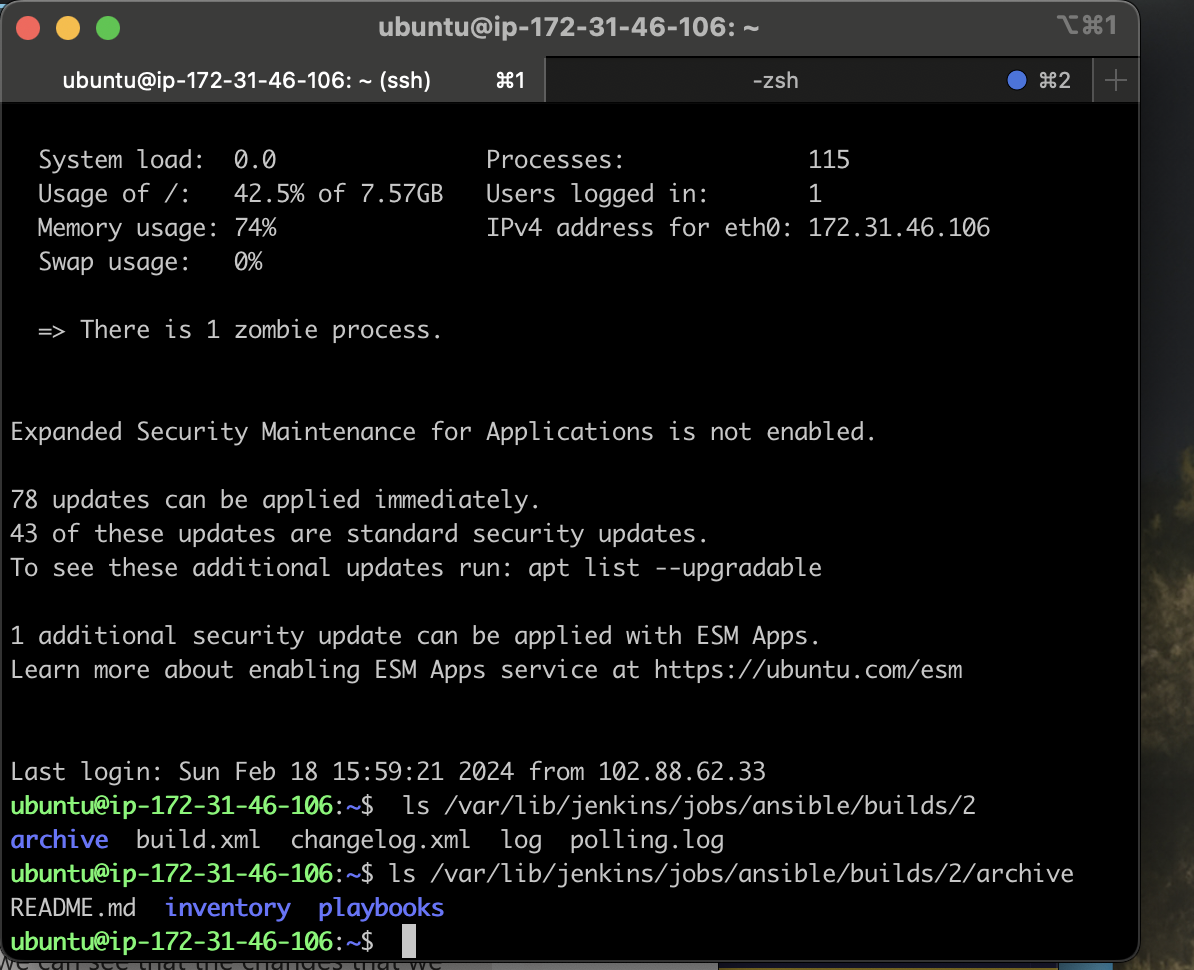 ubuntu@ip-172-31-46-106: ~
⌥⌘1
ubuntu@ip-172-31-46-106: ~ (ssh) ⌘1
-zsh ⌘2
System load: 0.0 Processes: 115
Usage of /: 42.5% of 7.57GB Users logged in: 1
Memory usage: 74% IPv4 address for eth0: 172.31.46.106
Swap usage: 0%
=> There is 1 zombie process.
Expanded Security Maintenance for Applications is not enabled.
78 updates can be applied immediately.
43 of these updates are standard security updates.
To see these additional updates run: apt list --upgradable
1 additional security update can be applied with ESM Apps.
Learn more about enabling ESM Apps service at https://ubuntu.com/esm
Last login: Sun Feb 18 15:59:21 2024 from 102.88.62.33
ubuntu@ip-172-31-46-106:~$  ls /var/lib/jenkins/jobs/ansible/builds/2
archive  build.xml  changelog.xml  log  polling.log
ubuntu@ip-172-31-46-106:~$ ls /var/lib/jenkins/jobs/ansible/builds/2/archive
README.md  inventory  playbooks
ubuntu@ip-172-31-46-106:~$
we can see that the changes that we